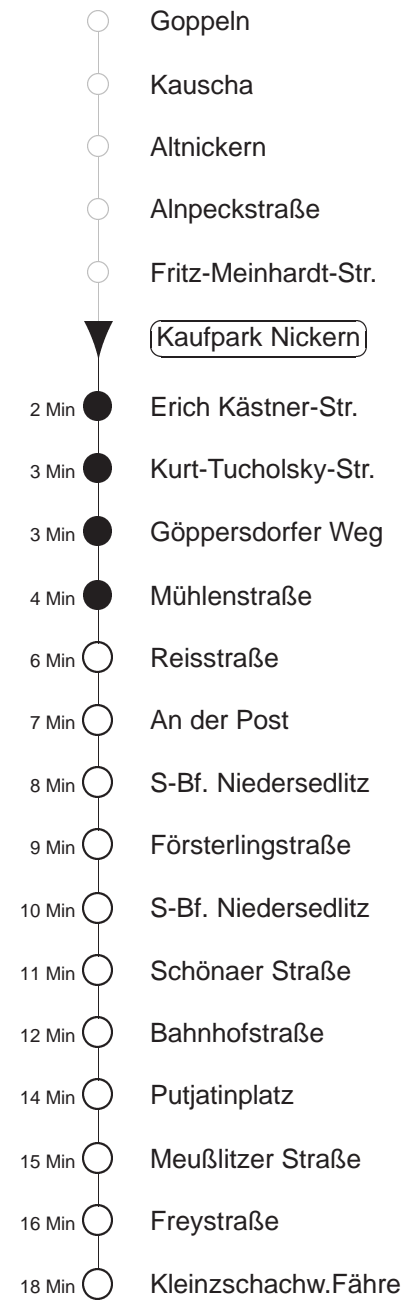 Goppeln
Kauscha
Altnickern
Alnpeckstraße
Fritz-Meinhardt-Str.
Kaufpark Nickern
2 Min Erich Kästner-Str.
3 Min Kurt-Tucholsky-Str.
3 Min Göppersdorfer Weg
4 Min Mühlenstraße
6 Min Reisstraße
7 Min An der Post
8 Min S-Bf. Niedersedlitz
9 Min Försterlingstraße
10 Min S-Bf. Niedersedlitz
11 Min Schönaer Straße
12 Min Bahnhofstraße
14 Min Putjatinplatz
15 Min Meußlitzer Straße
16 Min Freystraße
18 Min Kleinzschachw.Fähre